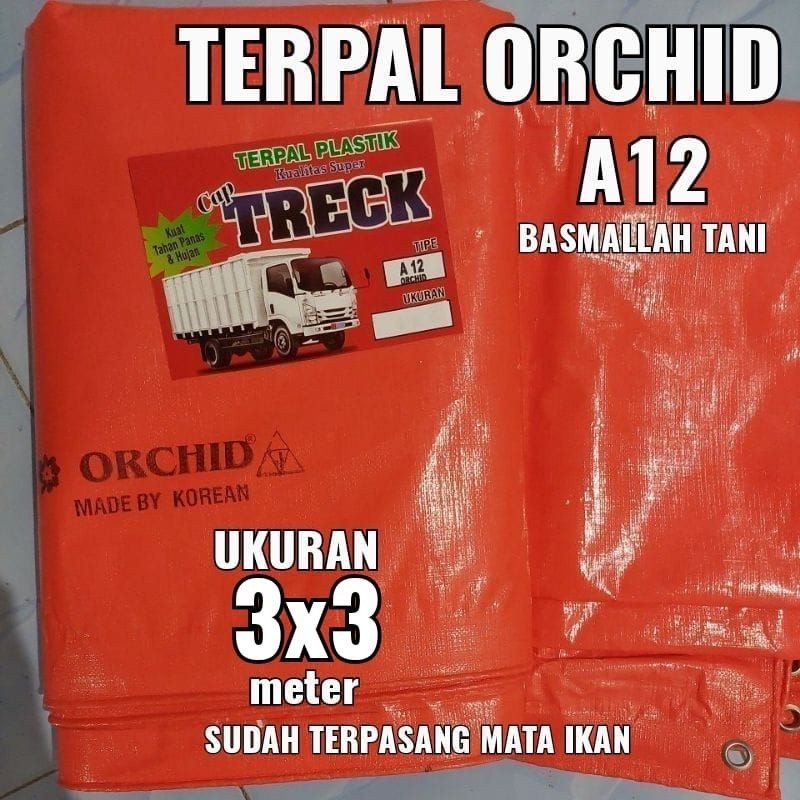 TERPAL ORCHID
A12
BASMALLAH TANI
TERPAL PLASTIK
Kualitas Super
Cap
TRECK
Kuat
Tahan Panas
& Hujan
TIPE
A 12
ORCHID
UKURAN
ORCHID®
MADE BY KOREAN
UKURAN
3x3
meter
SUDAH TERPASANG MATA IKAN